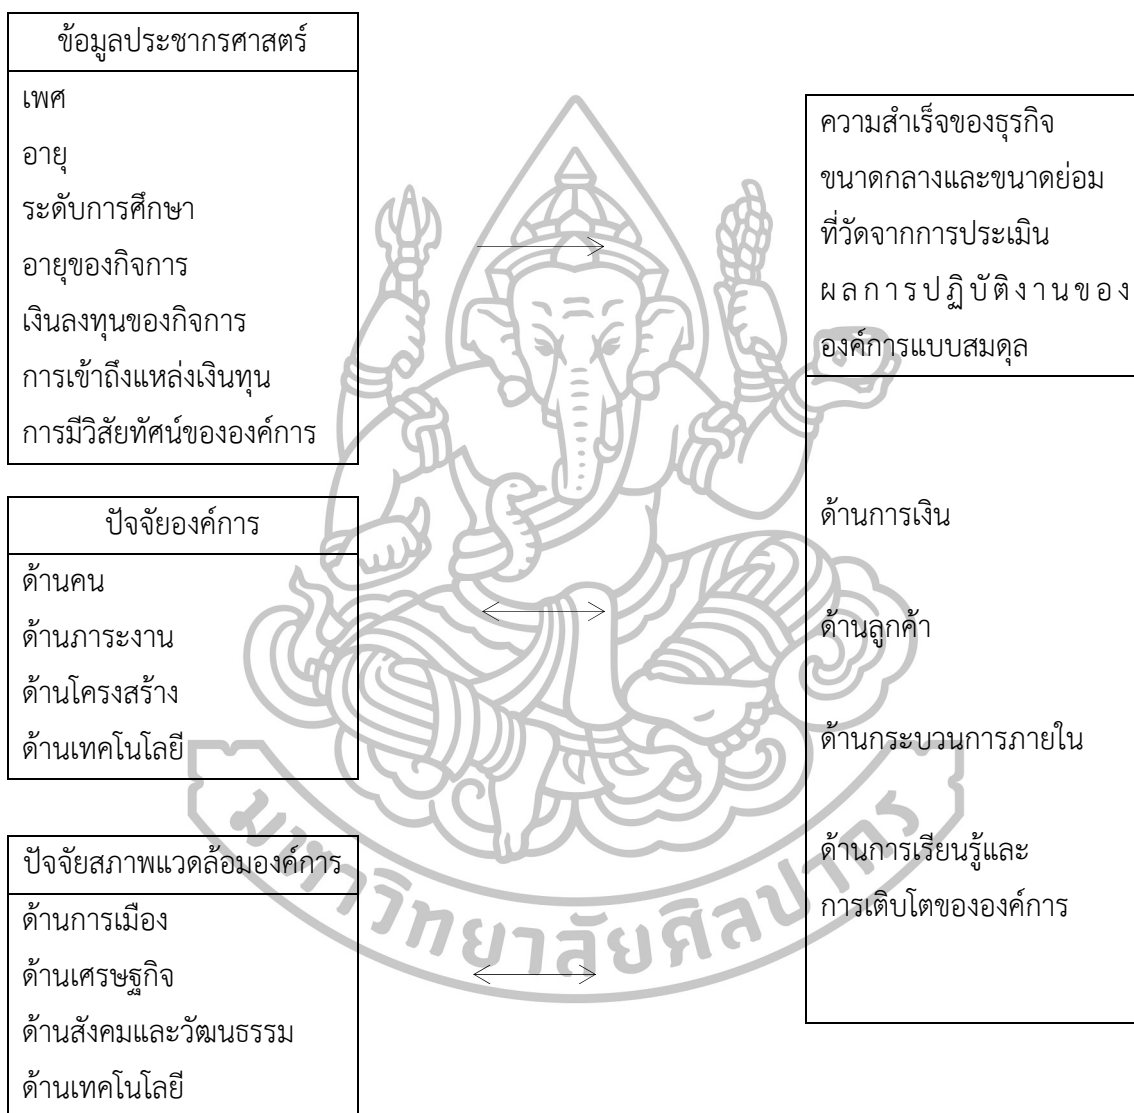 ข้อมูลประชากรศาสตร์
เพศ
อายุ
ระดับการศึกษา
อายุของกิจการ
เงินลงทุนของกิจการ
การเข้าถึงแหล่งเงินทุน
การมีวิสัยทัศน์ขององค์การ
ปัจจัยองค์การ
ด้านคน
ด้านภาระงาน
ด้านโครงสร้าง
ด้านเทคโนโลยี
ปัจจัยสภาพแวดล้อมองค์การ
ด้านการเมือง
ด้านเศรษฐกิจ
ด้านสังคมและวัฒนธรรม
ด้านเทคโนโลยี
ความสำเร็จของธุรกิจ
ขนาดกลางและขนาดย่อม
ที่วัดจากการประเมิน
ผลการปฏิบัติงานของ
องค์การแบบสมดุล
ด้านการเงิน
ด้านลูกค้า
ด้านกระบวนการภายใน
ด้านการเรียนรู้และ
การเติบโตขององค์การ
มหาวิทยาลัยศิลปากร